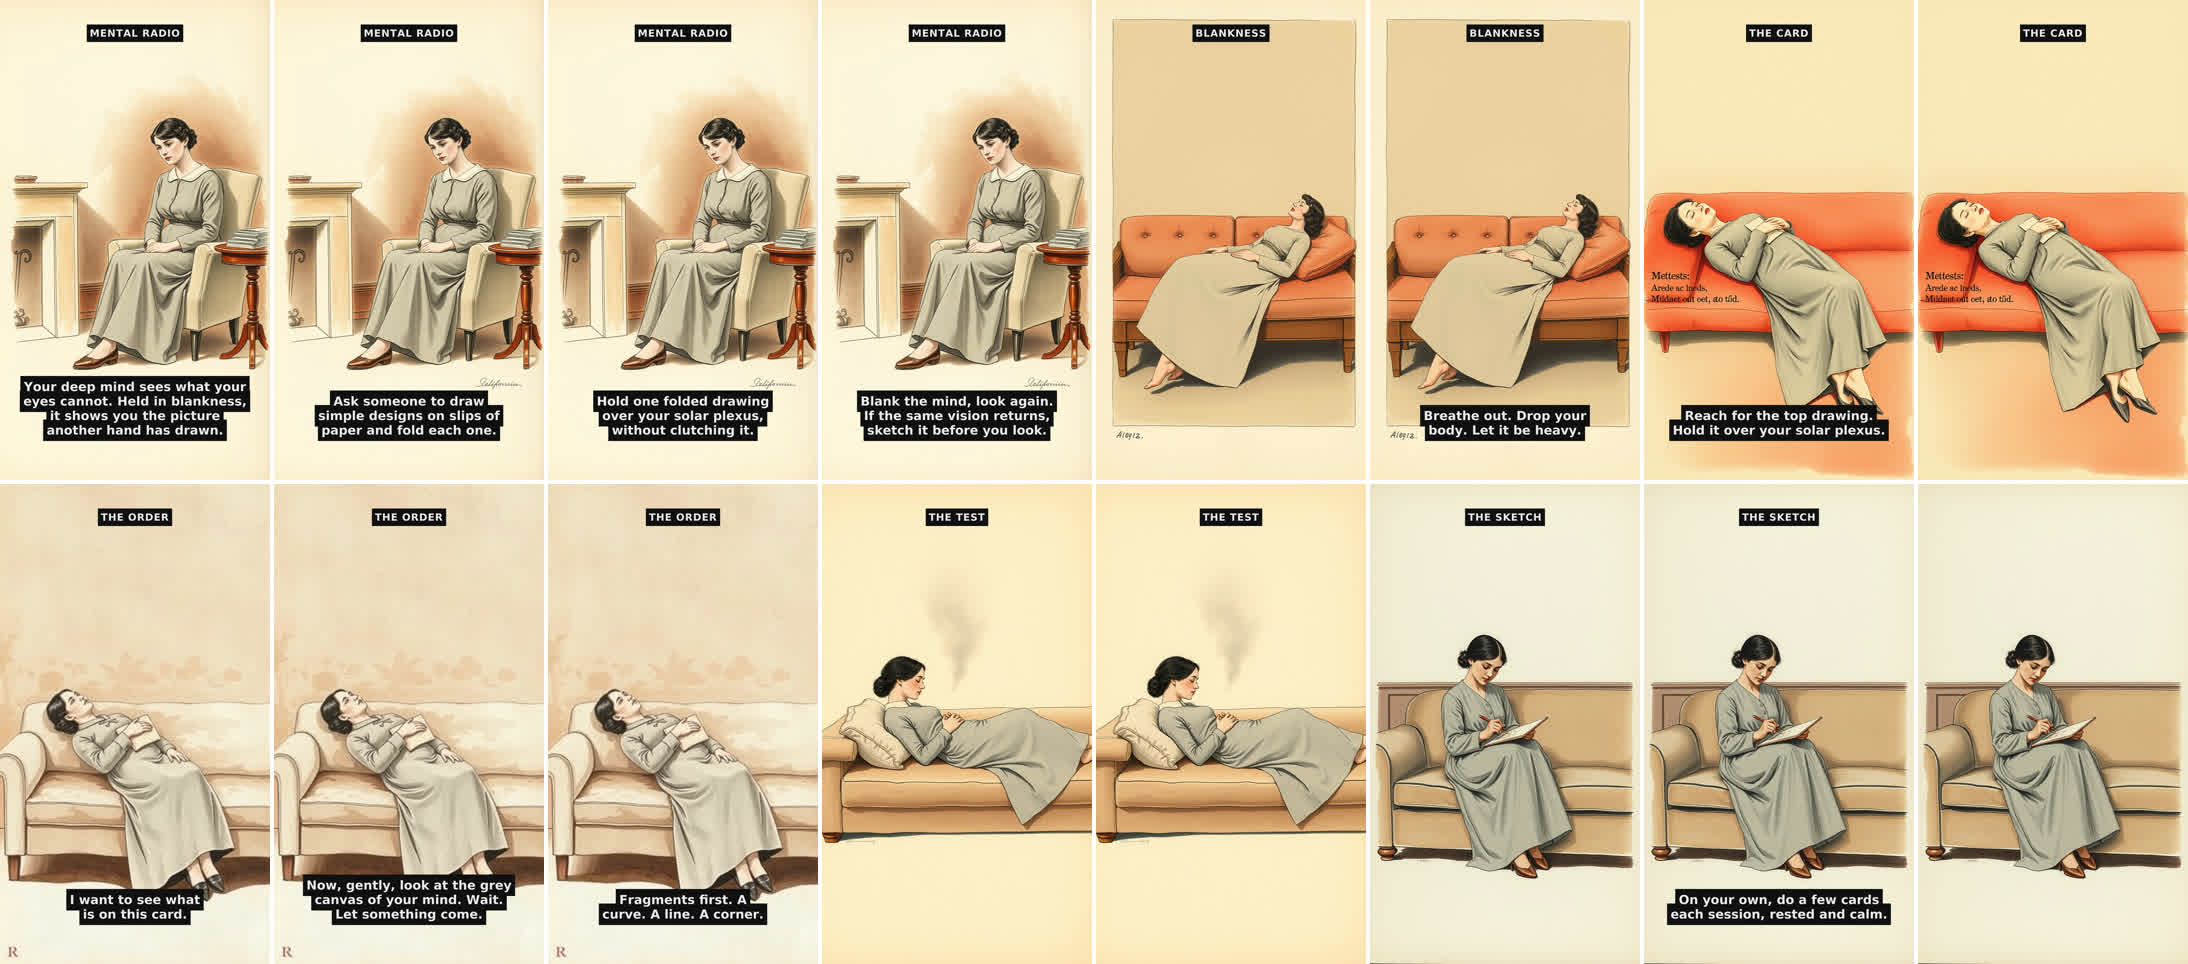 MENTAL RADIO
Your deep mind sees what your
eyes cannot. Held in blankness,
it shows you the picture
another hand has drawn.
MENTAL RADIO
Ask someone to draw
simple designs on slips of
paper and fold each one.
MENTAL RADIO
Hold one folded drawing
over your solar plexus,
without clutching it.
MENTAL RADIO
Blank the mind, look again.
If the same vision returns,
sketch it before you look.
BLANKNESS
BLANKNESS
Breathe out. Drop your
body. Let it be heavy.
THE CARD
Mettests:
Reach for the top drawing.
Hold it over your solar plexus.
THE CARD
Mettests:
THE ORDER
I want to see what
is on this card.
R
THE ORDER
Now, gently, look at the grey
canvas of your mind. Wait.
Let something come.
R
THE ORDER
Fragments first. A
curve. A line. A corner.
R
THE TEST
THE TEST
THE SKETCH
THE SKETCH
On your own, do a few cards
each session, rested and calm.